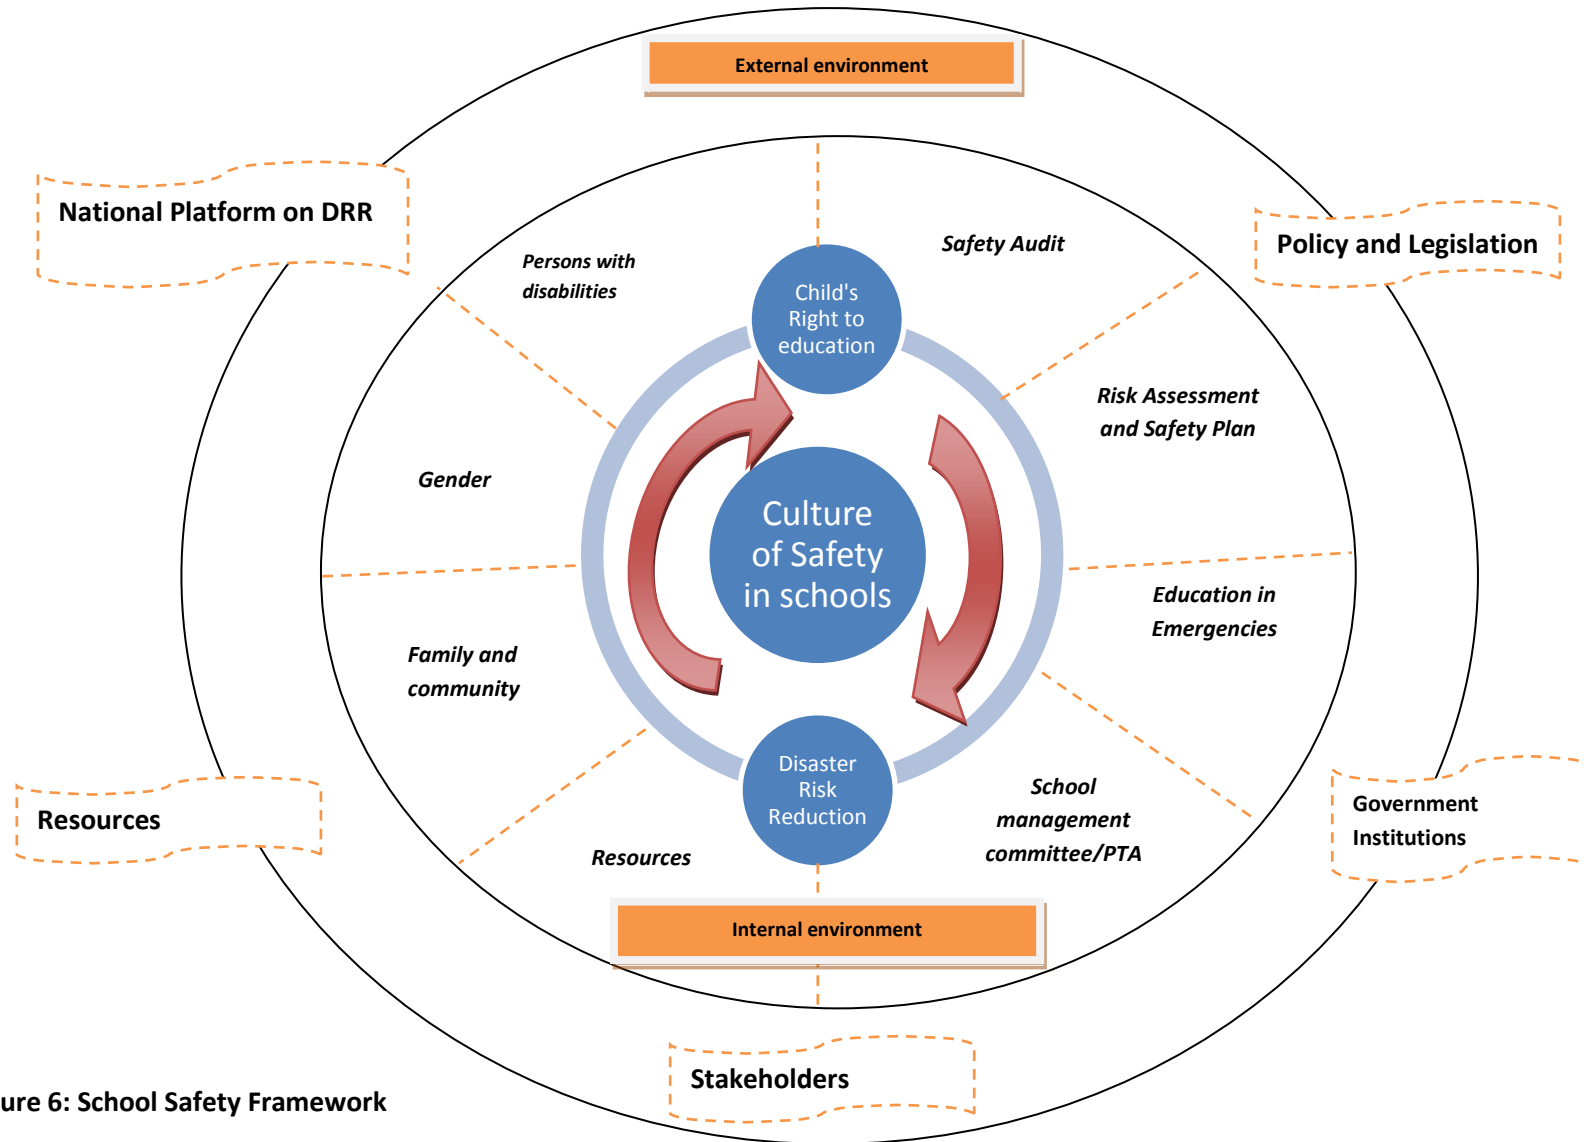 External environment
National Platform on DRR
Policy and Legislation
Persons with
disabilities
Safety Audit
Child's
Right to
education
Risk Assessment
and Safety Plan
Gender
Culture
of Safety
in schools
Education in
Emergencies
Family and
community
Disaster
Risk
Reduction
School
management
committee/PTA
Resources
Government
Institutions
Resources
Internal environment
Stakeholders
ure 6: School Safety Framework